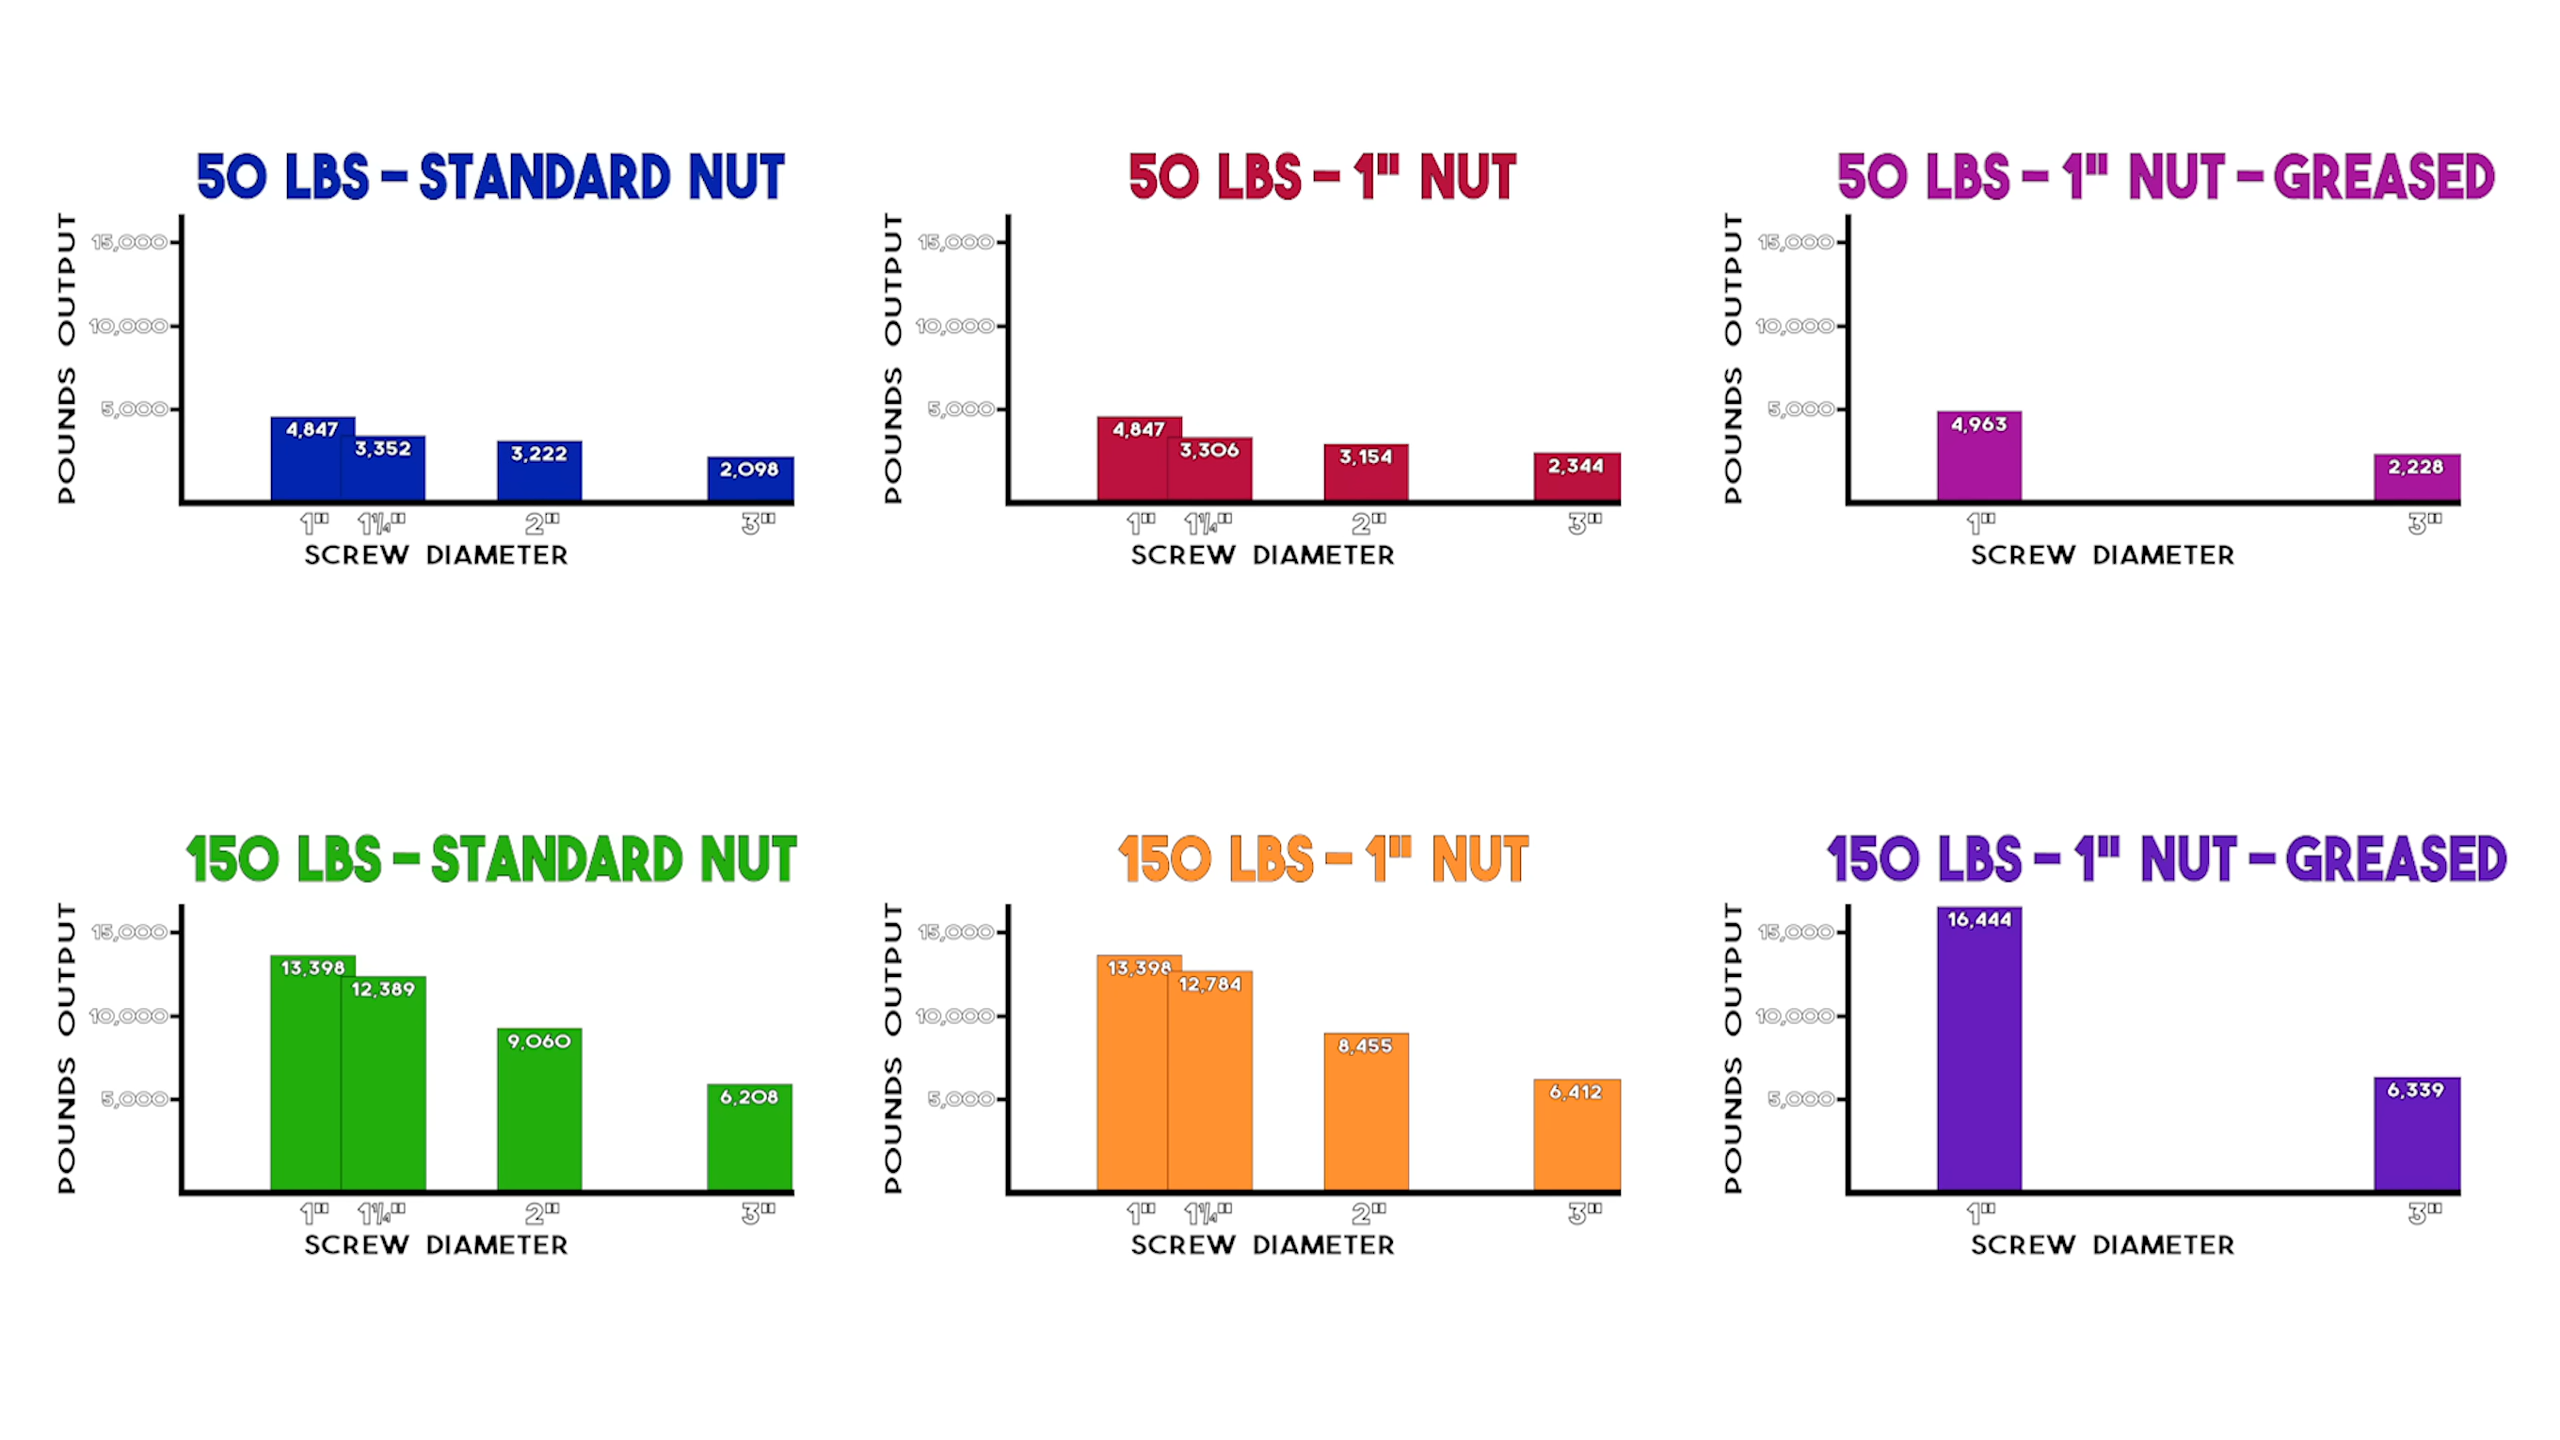 50 LBS – STANDARD NUT
POUNDS OUTPUT
15,000
10,000
5,000
4,847
3,352
3,222
2,098
1" 1¼" 2" 3"
SCREW DIAMETER
50 LBS – 1" NUT
POUNDS OUTPUT
15,000
10,000
5,000
4,847
3,306
3,154
2,344
1" 1¼" 2" 3"
SCREW DIAMETER
50 LBS – 1" NUT – GREASED
POUNDS OUTPUT
15,000
10,000
5,000
4,963
2,228
1" 3"
SCREW DIAMETER
150 LBS – STANDARD NUT
POUNDS OUTPUT
15,000
10,000
5,000
13,398
12,389
9,060
6,208
1" 1¼" 2" 3"
SCREW DIAMETER
150 LBS – 1" NUT
POUNDS OUTPUT
15,000
10,000
5,000
13,398
12,784
8,455
6,412
1" 1¼" 2" 3"
SCREW DIAMETER
150 LBS – 1" NUT – GREASED
POUNDS OUTPUT
15,000
10,000
5,000
16,444
6,339
1" 3"
SCREW DIAMETER